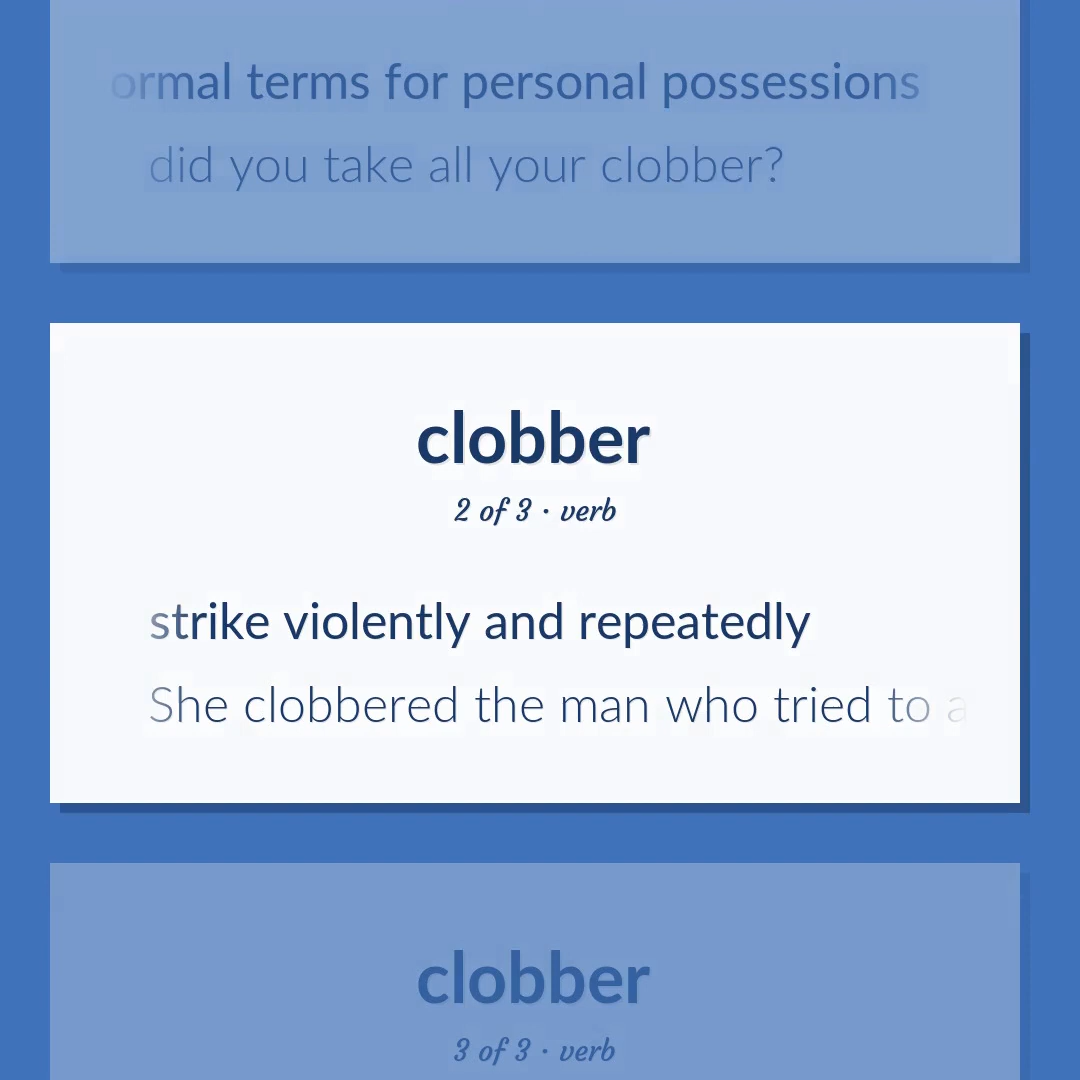 ormal terms for personal possessions
did you take all your clobber?
clobber
2 of 3 · verb
strike violently and repeatedly
She clobbered the man who tried to a
clobber
3 of 3 · verb